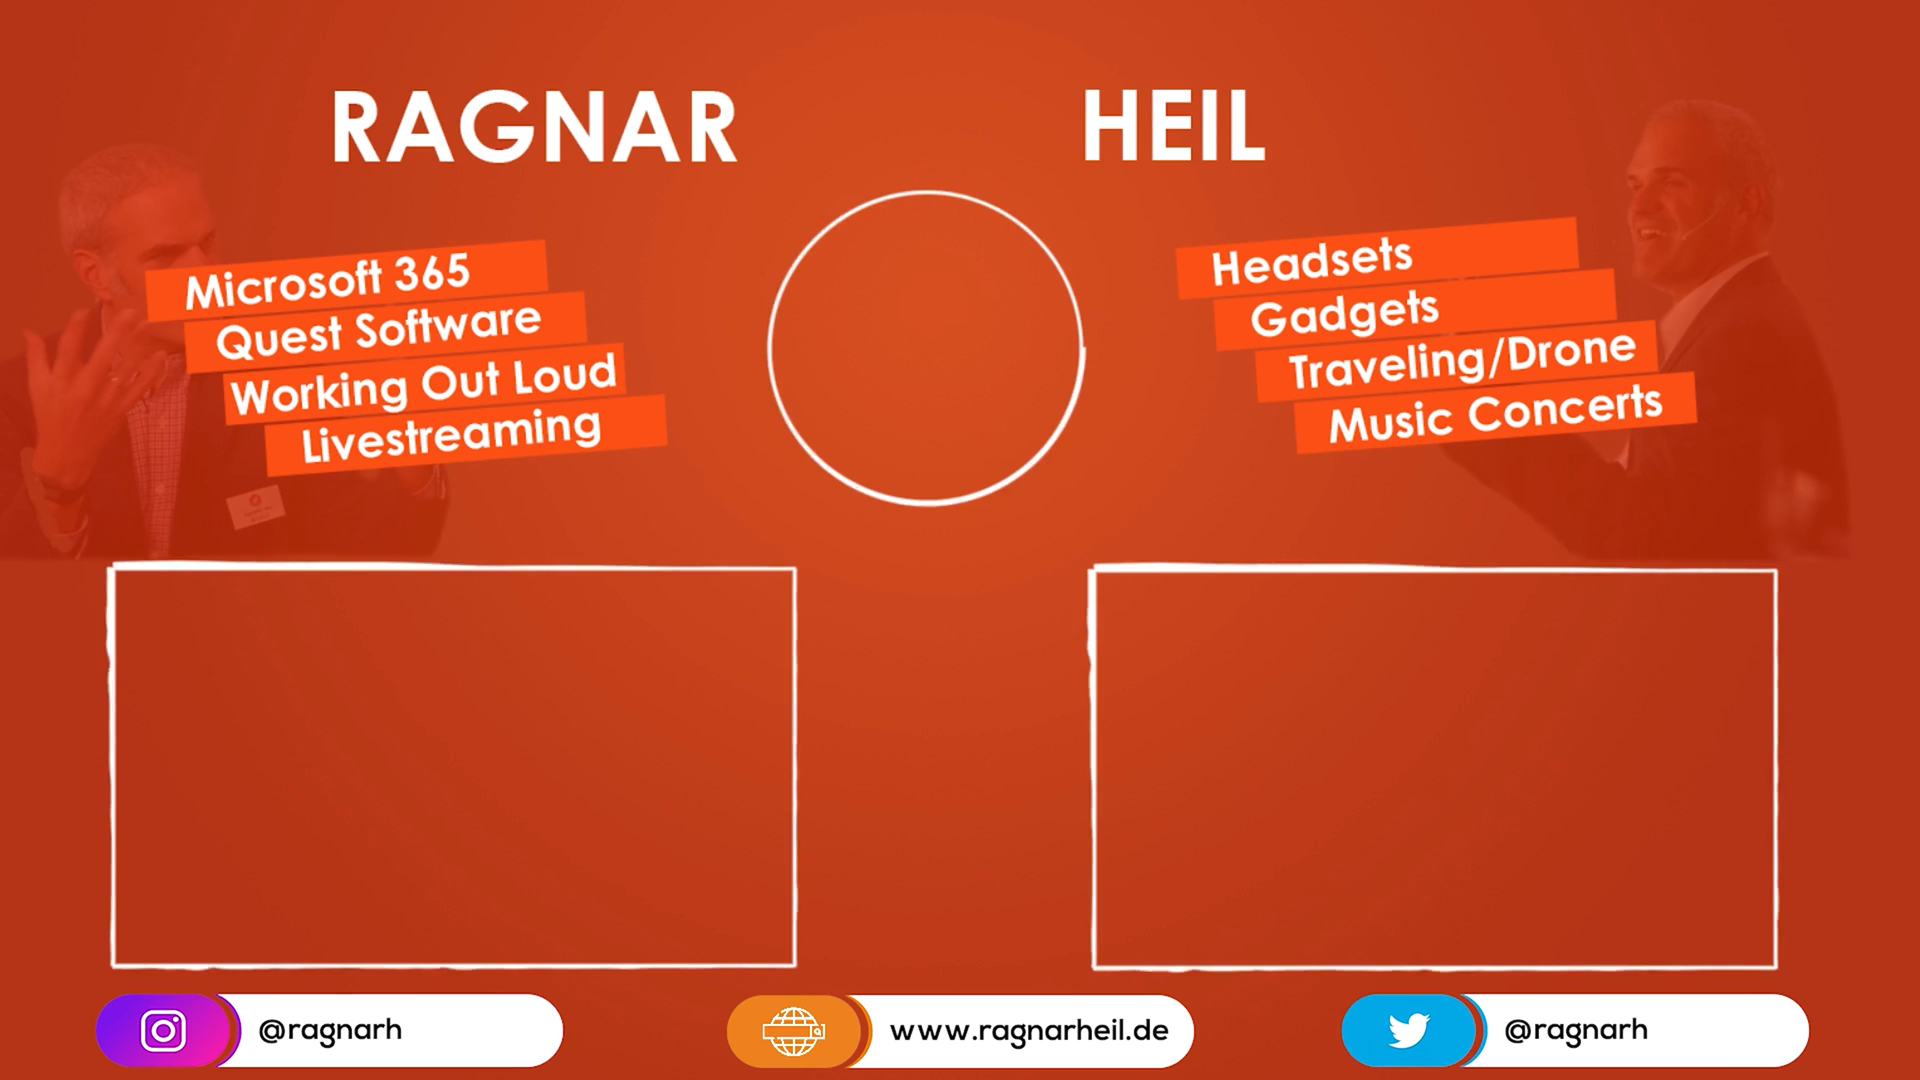 RAGNAR HEIL
Microsoft 365
Quest Software
Working Out Loud
Livestreaming
Headsets
Gadgets
Traveling/Drone
Music Concerts
@ragnarh
www.ragnarheil.de
@ragnarh